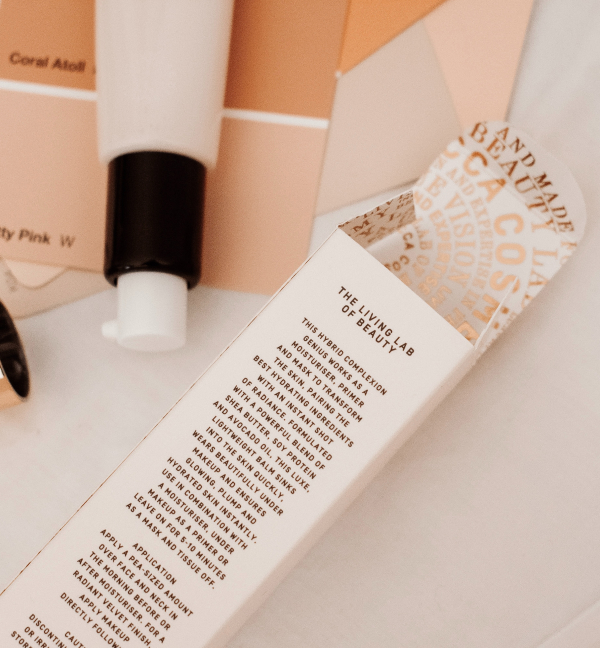 Coral Atoll
Pink W
AND MADE
BEAUTY
CCA COSM
THE LIVING LAB
OF BEAUTY
THIS HYBRID COMPLEXION
GENIUS WORKS AS A
MOISTURISER, PRIMER
AND MASK TO TRANSFORM
THE SKIN. PAIRING THE
BEST HYDRATING INGREDIENTS
WITH AN INSTANT SHOT
OF RADIANCE. FORMULATED
WITH A POWERFUL BLEND OF
SHEA BUTTER, SOY PROTEIN
AND AVOCADO OIL, THIS LUXE,
LIGHTWEIGHT BALM SINKS
INTO THE SKIN QUICKLY,
WEARS BEAUTIFULLY UNDER
MAKEUP AND ENSURES
GLOWING, PLUMP AND
HYDRATED SKIN INSTANTLY.
USE IN COMBINATION WITH
A MOISTURISER, UNDER
MAKEUP AS A PRIMER OR
LEAVE ON FOR 5-10 MINUTES
AS A MASK AND TISSUE OFF.
APPLICATION
APPLY A PEA-SIZED AMOUNT
OVER FACE AND NECK IN
THE MORNING BEFORE OR
AFTER MOISTURISER. FOR A
RADIANT VELVET FINISH,
APPLY MAKEUP
DIRECTLY FOLLOW
CAUT
DISCONTIN
OR IRR
STOR